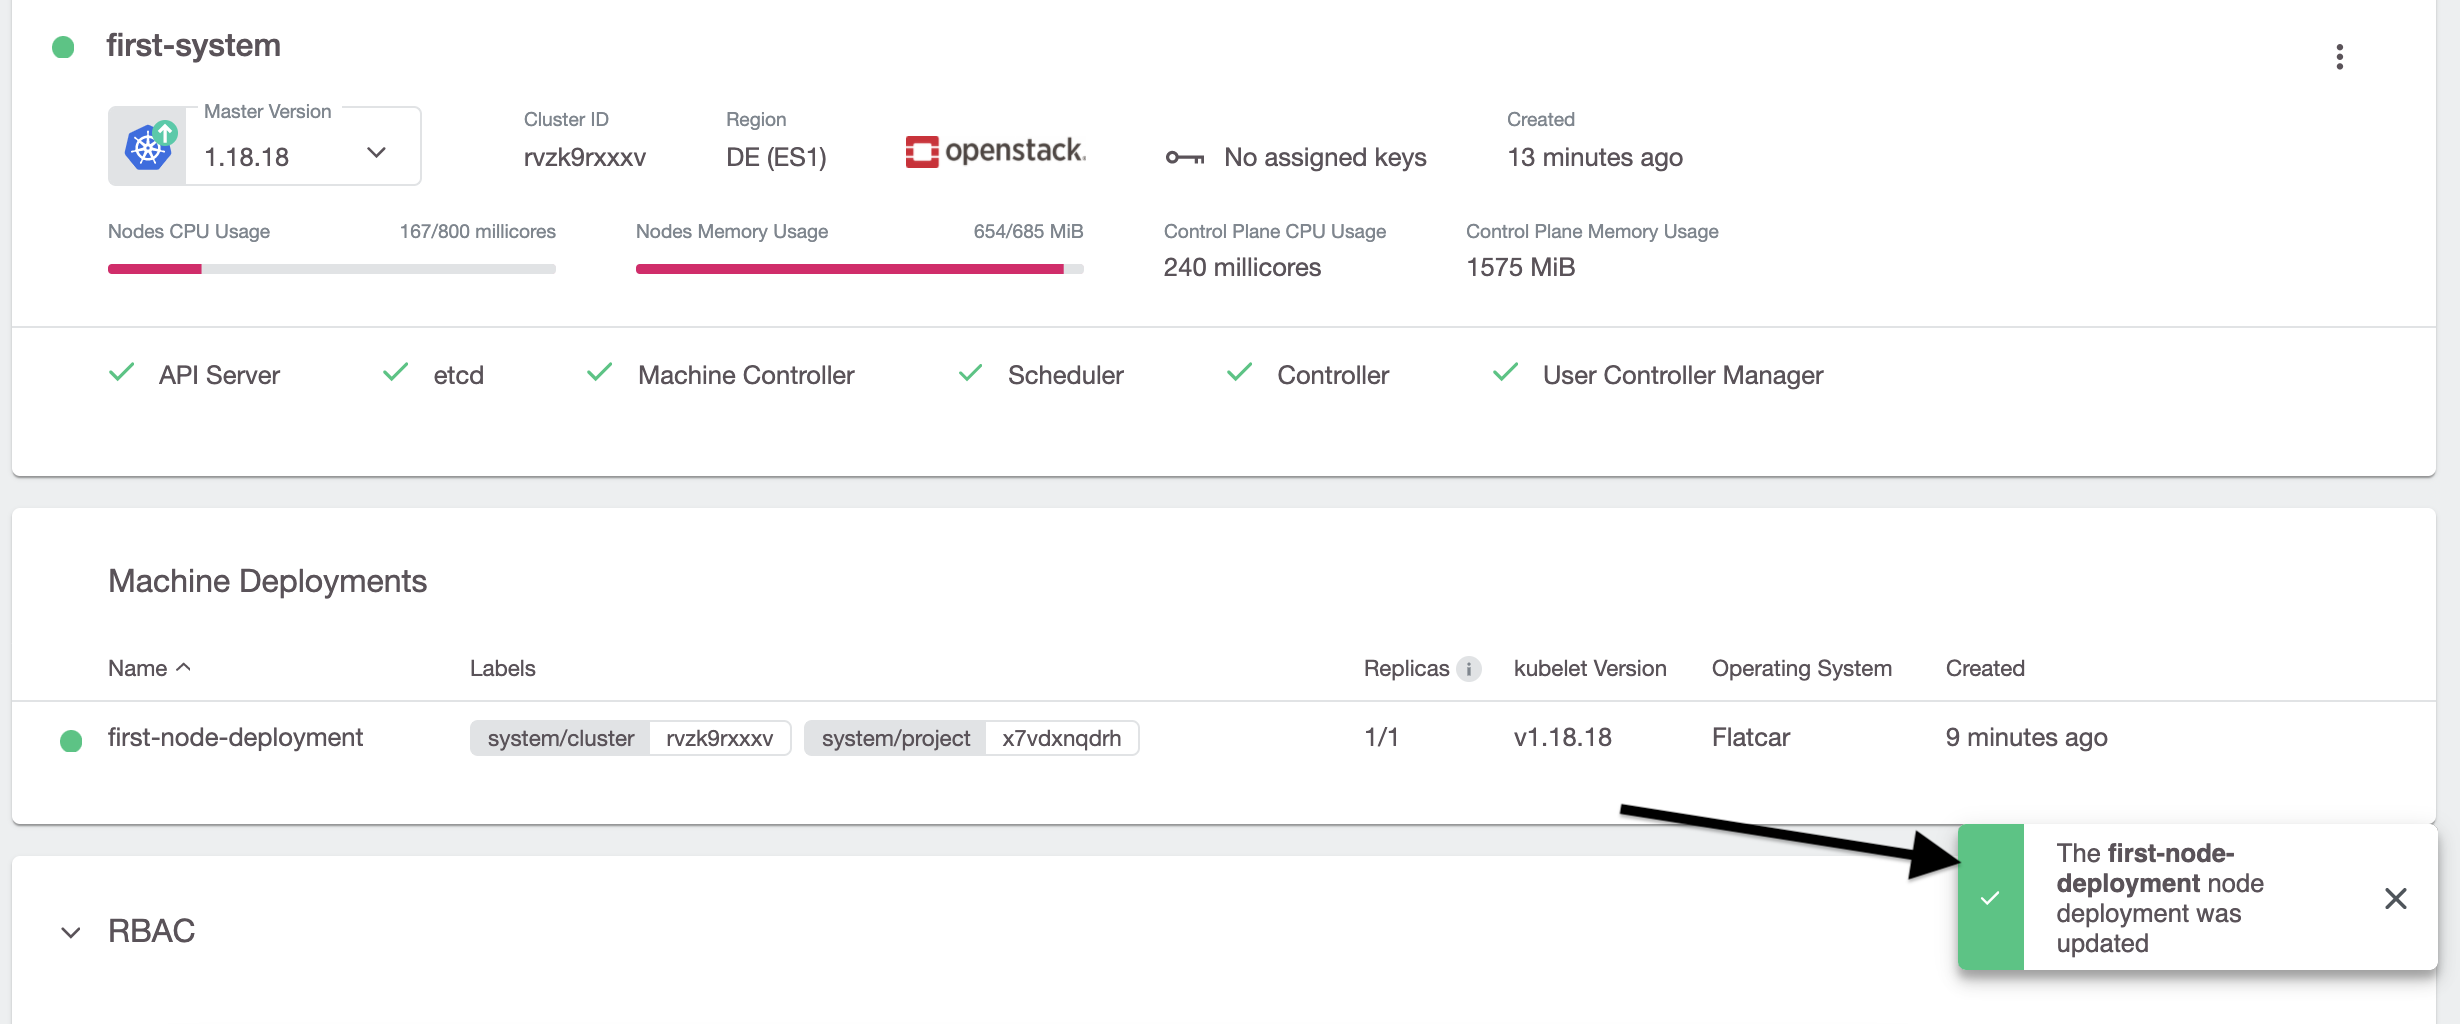 first-system
Master Version
1.18.18
Cluster ID
rvzk9rxxxv
Region
DE (ES1)
openstack.
No assigned keys
Created
13 minutes ago
Nodes CPU Usage 167/800 millicores
Nodes Memory Usage 654/685 MiB
Control Plane CPU Usage
240 millicores
Control Plane Memory Usage
1575 MiB
API Server etcd Machine Controller Scheduler Controller User Controller Manager
Machine Deployments
Name Labels Replicas i kubelet Version Operating System Created
first-node-deployment system/cluster rvzk9rxxxv system/project x7vdxnqdrh 1/1 v1.18.18 Flatcar 9 minutes ago
The first-node-
deployment node
deployment was
updated
RBAC